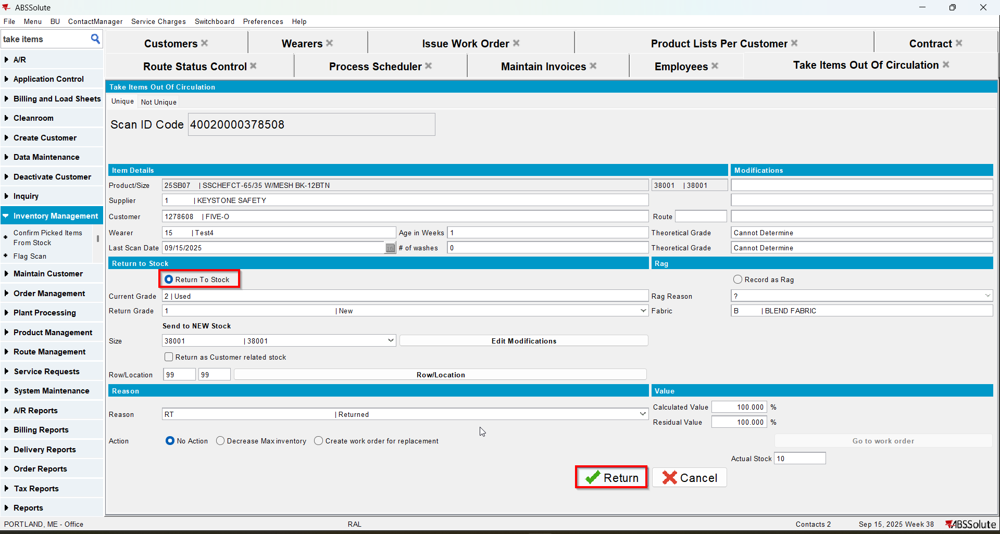 ABSSolute
File Menu BU ContactManager Service Charges Switchboard Preferences Help
take items
Customers Wearers Issue Work Order Product Lists Per Customer Contract
Route Status Control Process Scheduler Maintain Invoices Employees Take Items Out Of Circulation
A/R
Application Control
Billing and Load Sheets
Cleanroom
Create Customer
Data Maintenance
Deactivate Customer
Inquiry
Inventory Management
Confirm Picked Items
From Stock
Flag Scan
Maintain Customer
Order Management
Plant Processing
Product Management
Route Management
Service Requests
System Maintenance
A/R Reports
Billing Reports
Delivery Reports
Order Reports
Tax Reports
Reports
Take Items Out Of Circulation
Unique Not Unique
Scan ID Code 40020000378508
Item Details Modifications
Product/Size 25SB07 | SSCHEFCT-65/35 W/MESH BK-12BTN 38001 | 38001
Supplier 1 | KEYSTONE SAFETY
Customer 1278608 | FIVE-O Route
Wearer 15 | Test4 Age in Weeks 1 Theoretical Grade Cannot Determine
Last Scan Date 09/15/2025 16 # of washes 0 Theoretical Grade Cannot Determine
Return to Stock Rag
Return To Stock Record as Rag
Current Grade 2 | Used Rag Reason ?
Return Grade 1 | New Fabric B | BLEND FABRIC
Send to NEW Stock
Size 38001 | 38001 Edit Modifications
Return as Customer related stock
Row/Location 99 99 Row/Location
Reason Value
Calculated Value 100.000 %
Reason RT | Returned
Residual Value 100.000 %
Action No Action Decrease Max inventory Create work order for replacement Go to work order
Actual Stock 10
Return Cancel
PORTLAND, ME - Office RAL Contacts 2 Sep 15, 2025 Week 38 ABSSolute